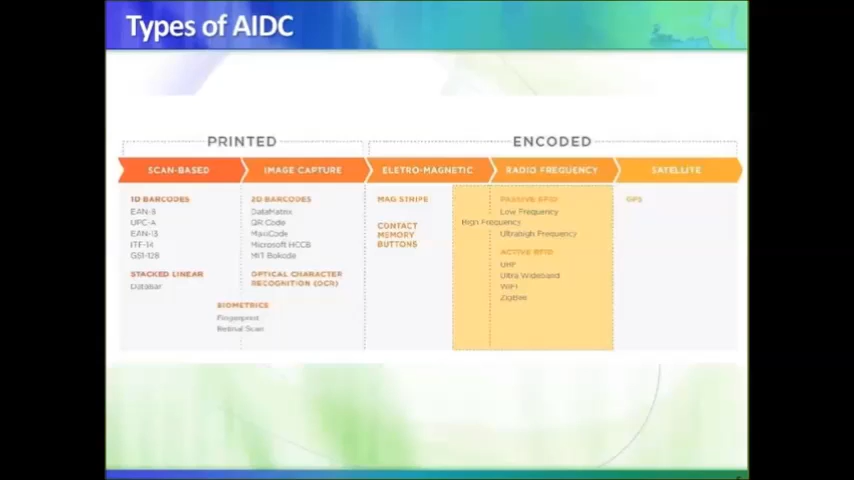 Types of AIDC
PRINTED
ENCODED
SCAN-BASED
IMAGE CAPTURE
ELETRO-MAGNETIC
RADIO FREQUENCY
SATELLITE
1D BARCODES
EAN-8
UPC-A
EAN-13
ITF-14
GS1-128
STACKED LINEAR
DataBar
2D BARCODES
DataMatrix
QR Code
MaxiCode
Microsoft HCCB
MIT Bokode
OPTICAL CHARACTER
RECOGNITION (OCR)
BIOMETRICS
Fingerprint
Retinal Scan
MAG STRIPE
CONTACT
MEMORY
BUTTONS
PASSIVE RFID
Low Frequency
High Frequency
Ultrahigh Frequency
ACTIVE RFID
UHF
Ultra Wideband
WiFi
ZigBee
GPS